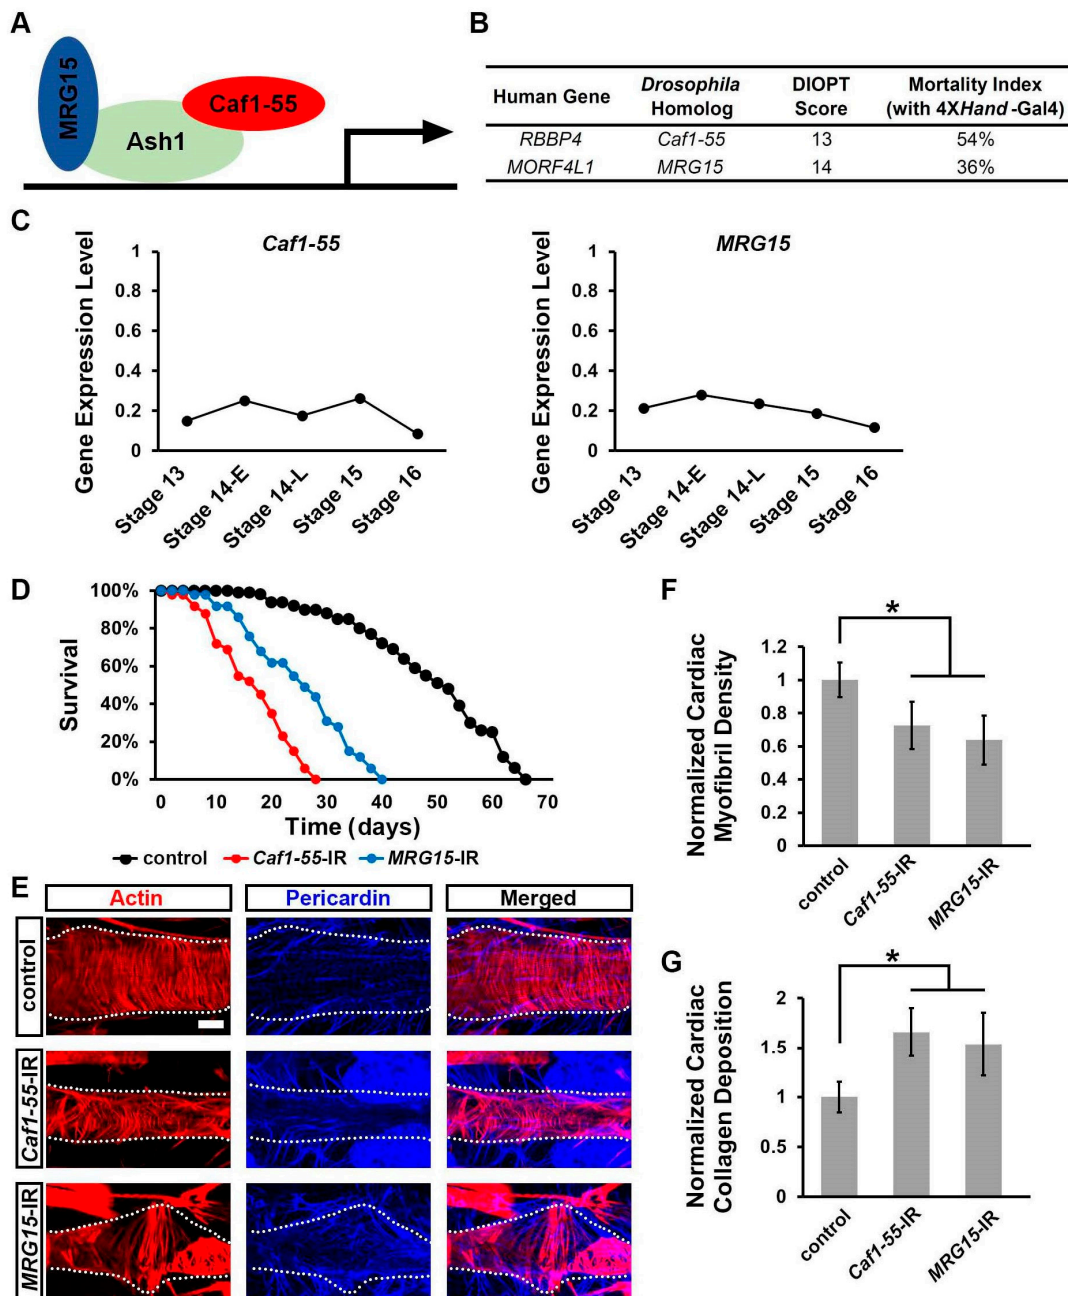 A
MRG15
Ash1
Caf1-55
B
Human Gene Drosophila Homolog DIOPT Score Mortality Index (with 4XHand -Gal4)
RBBP4 Caf1-55 13 54%
MORF4L1 MRG15 14 36%
C
Caf1-55
Gene Expression Level
1
0.8
0.6
0.4
0.2
0
Stage 13
Stage 14-E
Stage 14-L
Stage 15
Stage 16
MRG15
Gene Expression Level
1
0.8
0.6
0.4
0.2
0
Stage 13
Stage 14-E
Stage 14-L
Stage 15
Stage 16
D
Survival
100%
80%
60%
40%
20%
0%
0 10 20 30 40 50 60 70
Time (days)
control Caf1-55-IR MRG15-IR
E
Actin Pericardin Merged
control
Caf1-55-IR
MRG15-IR
F
Normalized Cardiac
Myofibril Density
1.2
1
0.8
0.6
0.4
0.2
0
*
control
Caf1-55-IR
MRG15-IR
G
Normalized Cardiac
Collagen Deposition
2
1.5
1
0.5
0
*
control
Caf1-55-IR
MRG15-IR